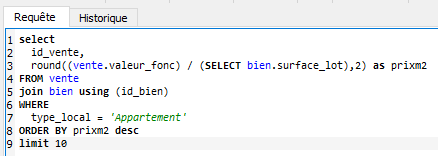 Requête Historique
1 select
2 id_vente,
3 round((vente.valeur_fonc) / (SELECT bien.surface_lot),2) as prixm2
4 FROM vente
5 join bien using (id_bien)
6 WHERE
7 type_local = 'Appartement'
8 ORDER BY prixm2 desc
9 limit 10